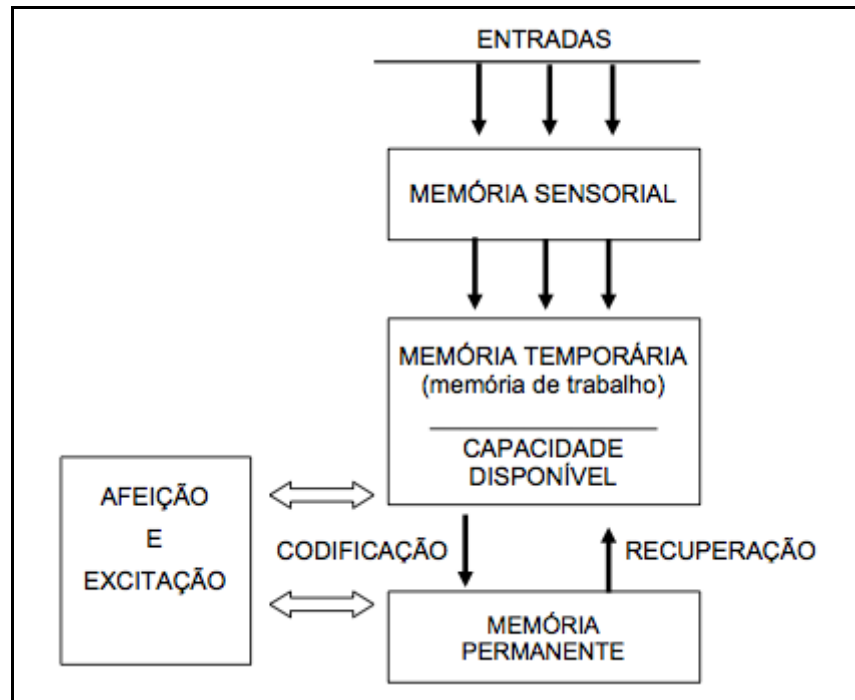 ENTRADAS
MEMÓRIA SENSORIAL
MEMÓRIA TEMPORÁRIA
(memória de trabalho)
CAPACIDADE
DISPONÍVEL
AFEIÇÃO
E
EXCITAÇÃO
CODIFICAÇÃO
RECUPERAÇÃO
MEMÓRIA
PERMANENTE